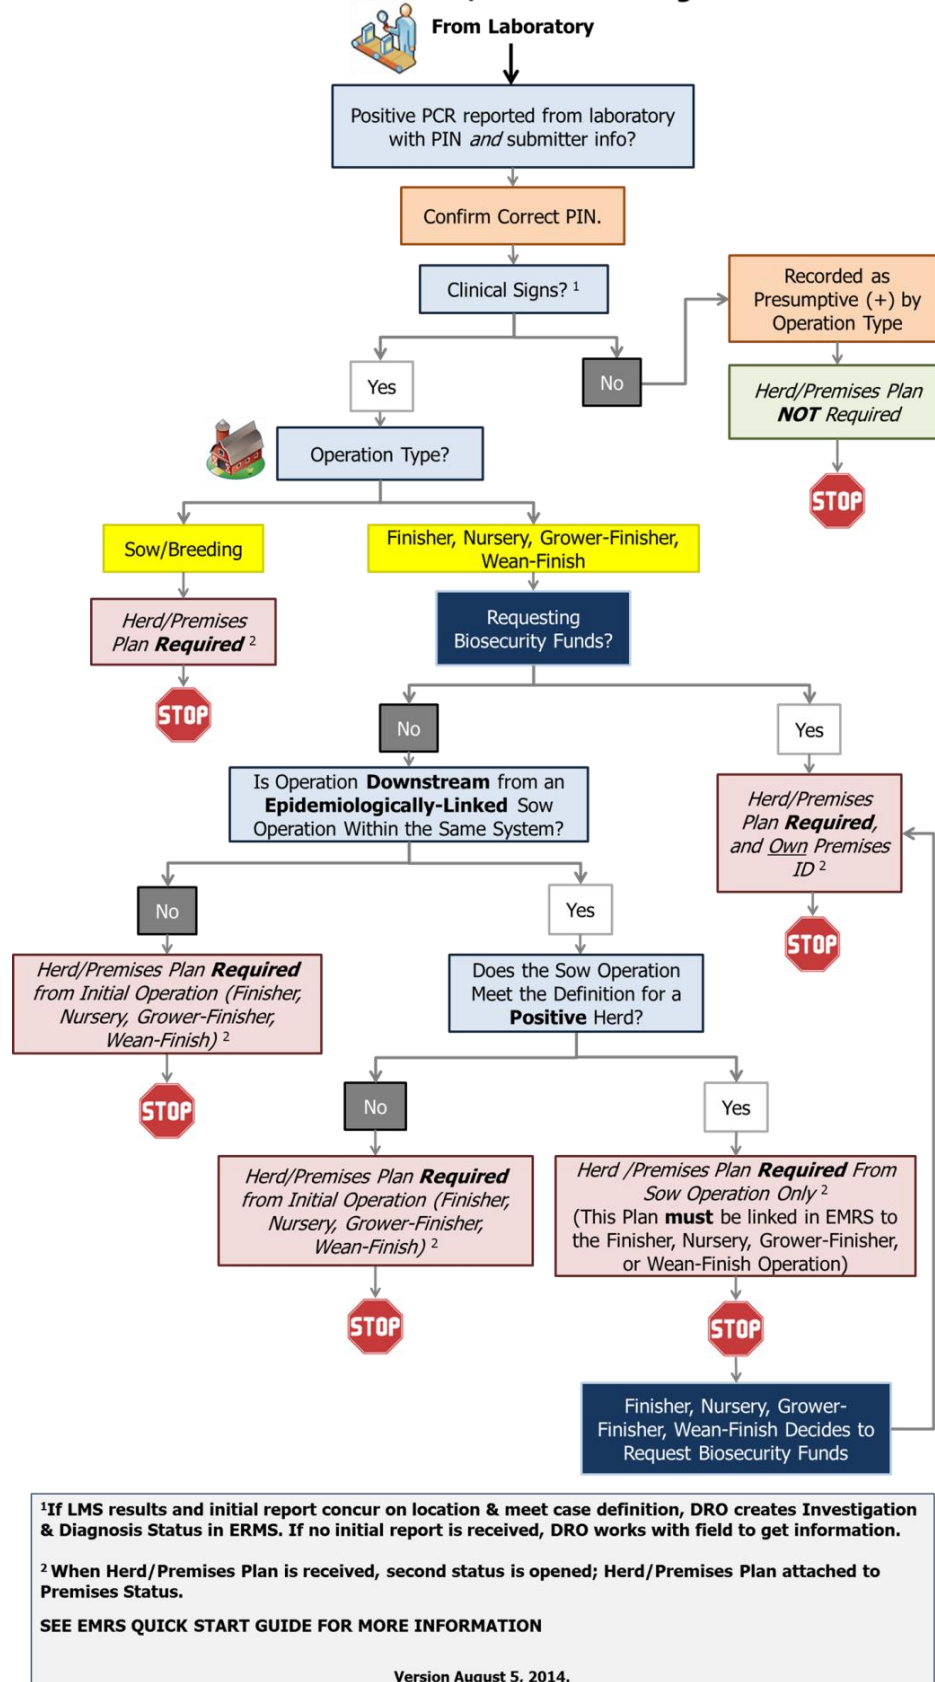 From Laboratory
Positive PCR reported from laboratory
with PIN and submitter info?
Confirm Correct PIN.
Clinical Signs? 1
Recorded as
Presumptive (+) by
Operation Type
Yes
No
Herd/Premises Plan
NOT Required
STOP
Operation Type?
Sow/Breeding
Finisher, Nursery, Grower-Finisher,
Wean-Finish
Herd/Premises
Plan Required 2
STOP
Requesting
Biosecurity Funds?
No
Yes
Is Operation Downstream from an
Epidemiologically-Linked Sow
Operation Within the Same System?
Herd/Premises
Plan Required,
and Own Premises
ID 2
STOP
No
Yes
Herd/Premises Plan Required
from Initial Operation (Finisher,
Nursery, Grower-Finisher,
Wean-Finish) 2
STOP
Does the Sow Operation
Meet the Definition for a
Positive Herd?
No
Yes
Herd/Premises Plan Required
from Initial Operation (Finisher,
Nursery, Grower-Finisher,
Wean-Finish) 2
STOP
Herd /Premises Plan Required From
Sow Operation Only 2
(This Plan must be linked in EMRS to
the Finisher, Nursery, Grower-Finisher,
or Wean-Finish Operation)
STOP
Finisher, Nursery, Grower-
Finisher, Wean-Finish Decides to
Request Biosecurity Funds
1If LMS results and initial report concur on location & meet case definition, DRO creates Investigation
& Diagnosis Status in ERMS. If no initial report is received, DRO works with field to get information.
2 When Herd/Premises Plan is received, second status is opened; Herd/Premises Plan attached to
Premises Status.
SEE EMRS QUICK START GUIDE FOR MORE INFORMATION
Version August 5, 2014.